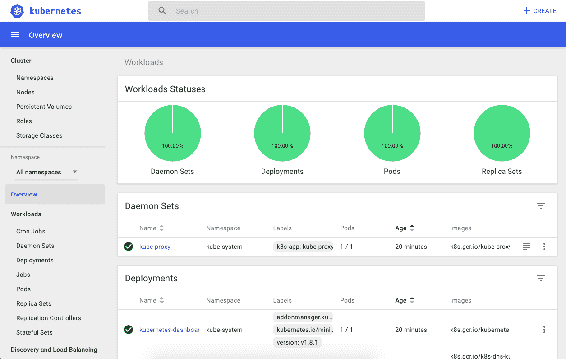 kubernetes
Search
+ CREATE
Overview
Cluster
Namespaces
Nodes
Persistent Volumes
Roles
Storage Classes
Namespace
All namespaces
Overview
Workloads
Cron Jobs
Daemon Sets
Deployments
Jobs
Pods
Replica Sets
Replication Controllers
Stateful Sets
Discovery and Load Balancing
Workloads
Workloads Statuses
100.00% 100.00% 100.00% 100.00%
Daemon Sets Deployments Pods Replica Sets
Daemon Sets
Name Namespace Labels Pods Age Images
kube-proxy kube-system k8s-app: kube-proxy 1 / 1 20 minutes k8s.gcr.io/kube-proxy
Deployments
Name Namespace Labels Pods Age Images
addonmanager.ku...
kubernetes-dashboar kube-system kubernetes.io/mini... 1 / 1 20 minutes k8s.gcr.io/kubernete
version: v1.8.1
k8s.gcr.io/k8s-dns-k